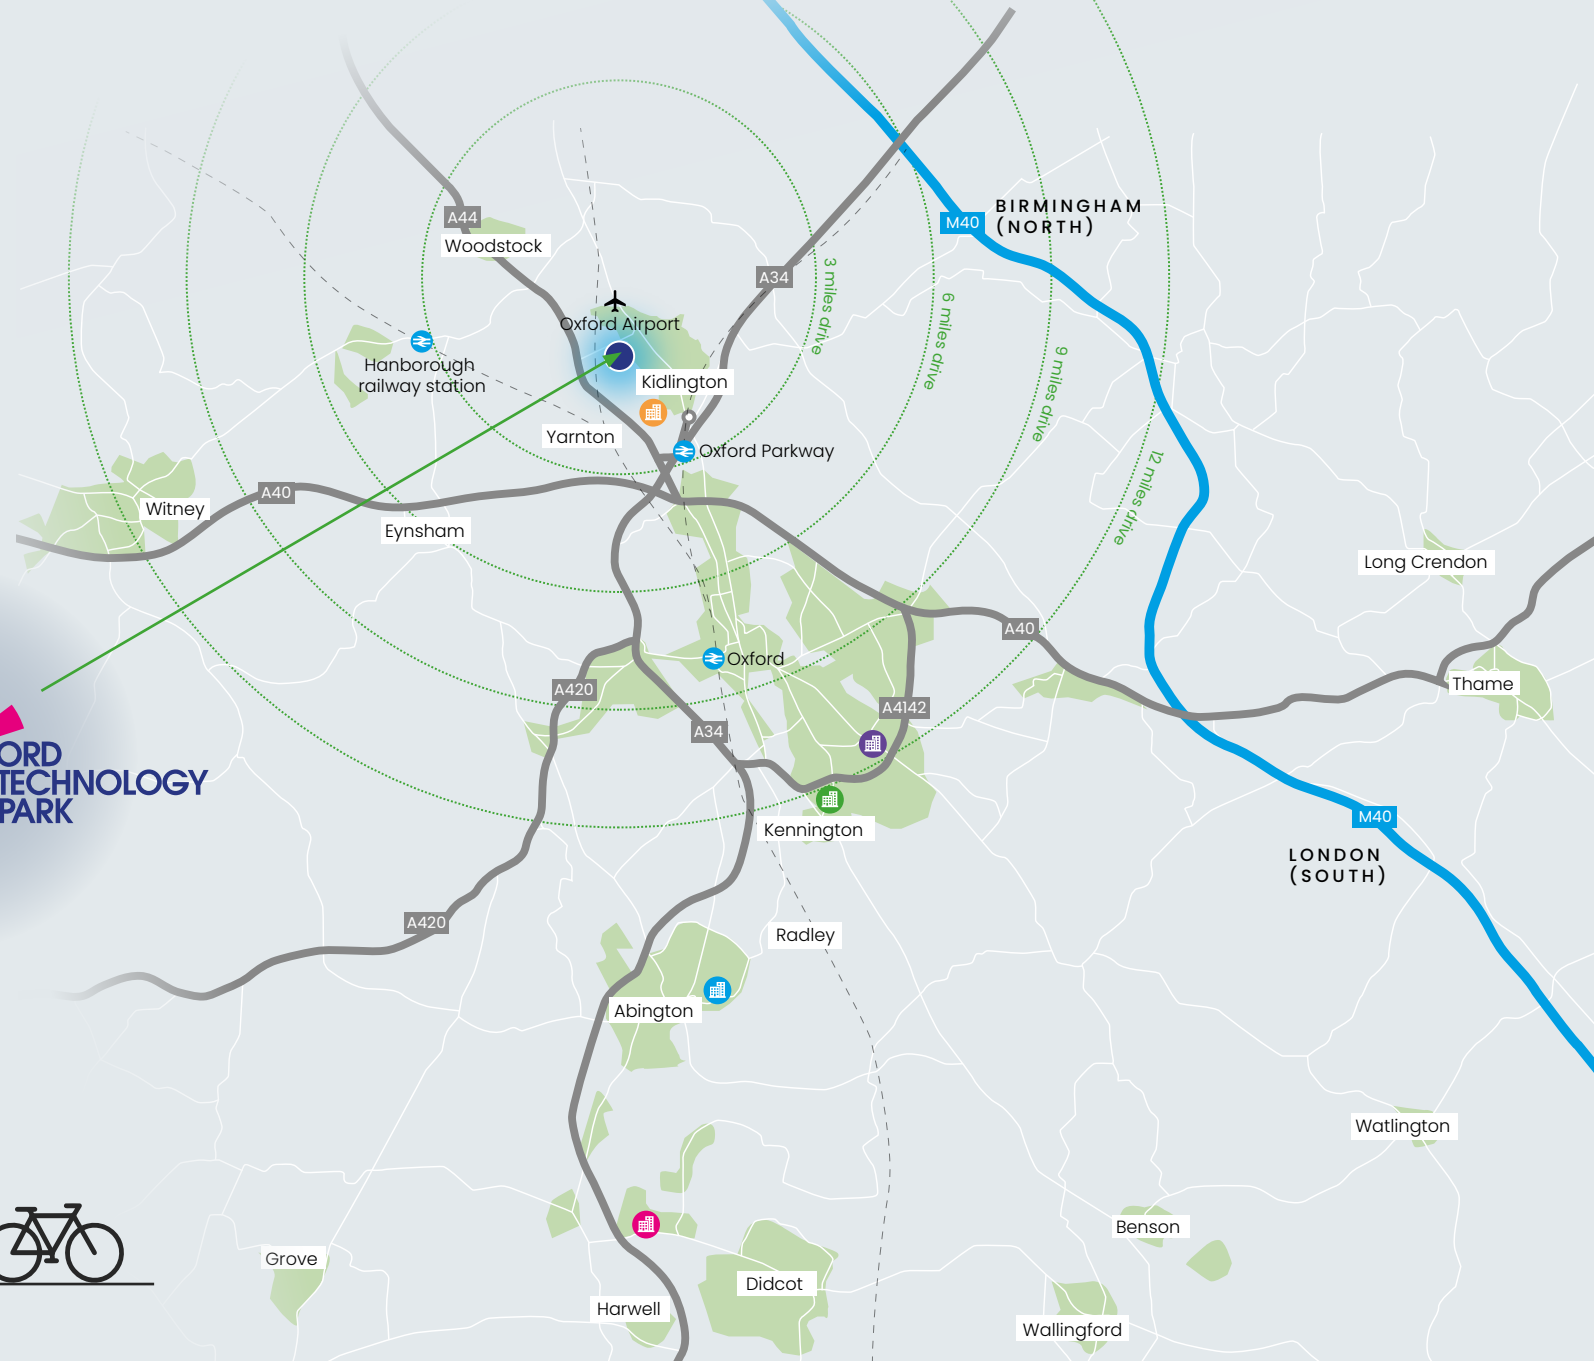 BIRMINGHAM
(NORTH)
A44
M40
Woodstock
A34
3 miles drive
6 miles drive
9 miles drive
12 miles drive
Oxford Airport
Hanborough
railway station
Kidlington
Yarnton
Oxford Parkway
A40
Witney
Eynsham
Long Crendon
A40
Oxford
Thame
A420
A4142
A34
ORD
TECHNOLOGY
PARK
M40
Kennington
LONDON
(SOUTH)
A420
Radley
Abington
Watlington
Benson
Grove
Didcot
Harwell
Wallingford